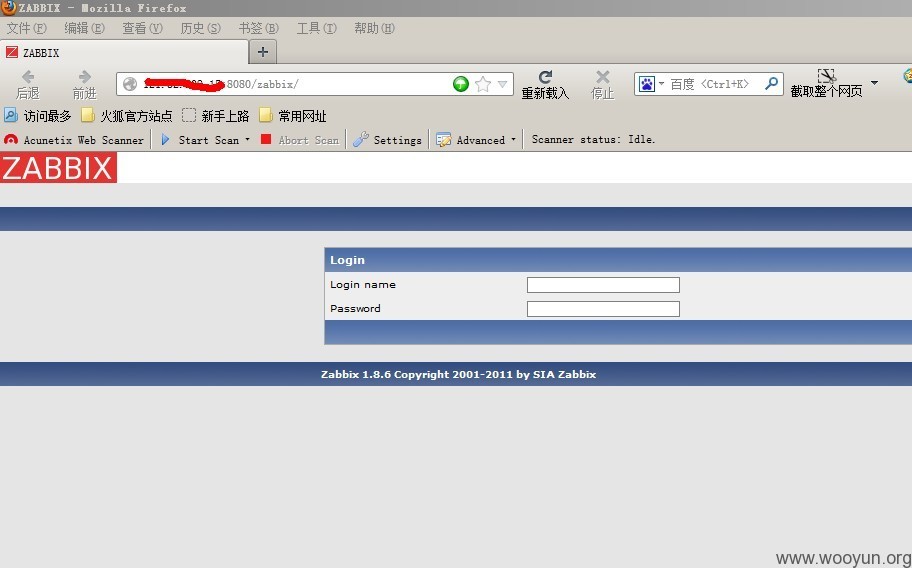 ZABBIX - Mozilla Firefox
文件(F) 编辑(E) 查看(V) 历史(S) 书签(B) 工具(T) 帮助(H)
ZABBIX
:8080/zabbix/
百度 <Ctrl+K>
后退 前进 重新载入 停止 截取整个网页
访问最多 火狐官方站点 新手上路 常用网址
Acunetix Web Scanner Start Scan Abort Scan Settings Advanced Scanner status: Idle.
ZABBIX
Login
Login name
Password
Zabbix 1.8.6 Copyright 2001-2011 by SIA Zabbix
www.wooyun.org